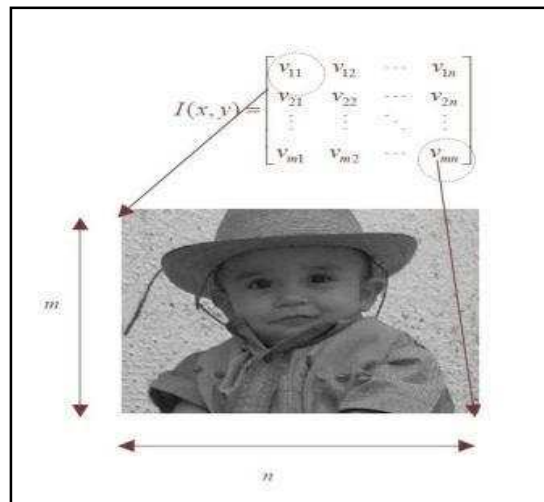 v11 v12 --- v1n
I(x, y) = v21 v22 --- v2n
⋮ ⋮ ⋱ ⋮
vm1 vm2 --- vmn
m
n